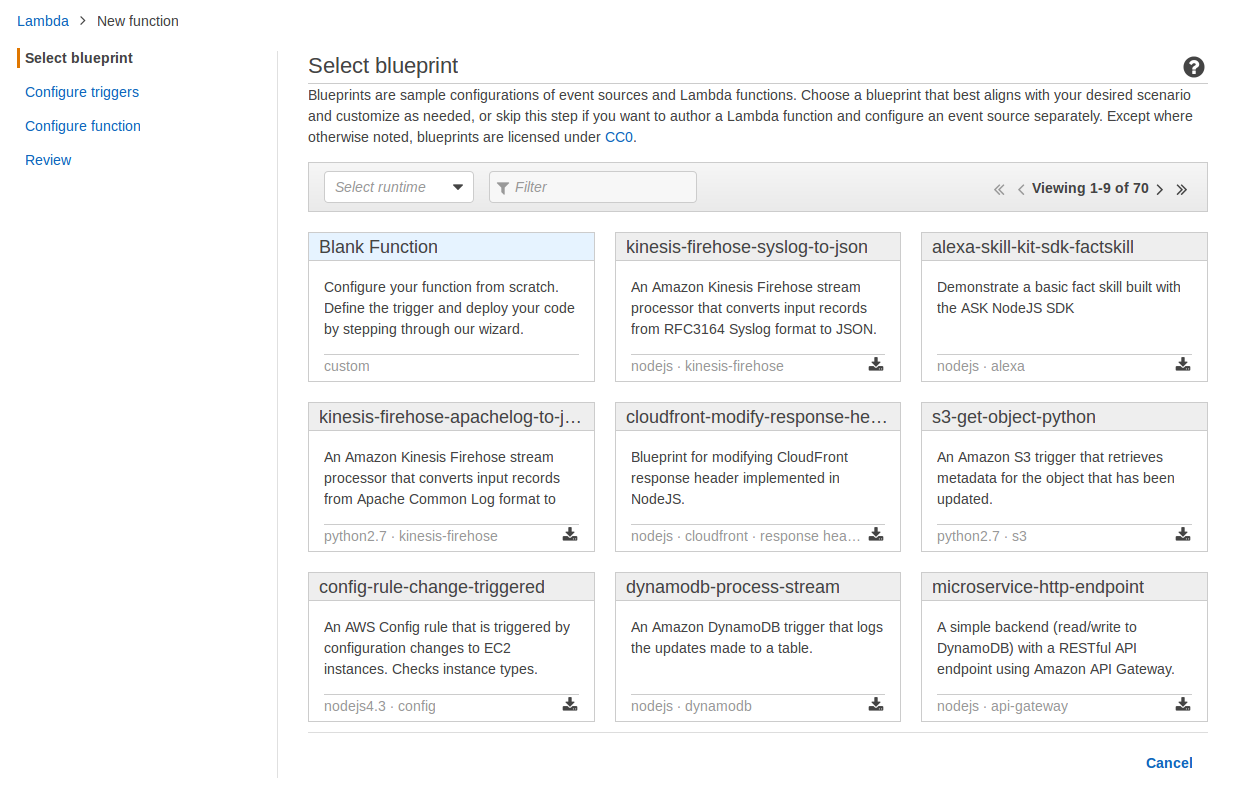 Lambda > New function
Select blueprint
Configure triggers
Configure function
Review
Select blueprint
Blueprints are sample configurations of event sources and Lambda functions. Choose a blueprint that best aligns with your desired scenario
and customize as needed, or skip this step if you want to author a Lambda function and configure an event source separately. Except where
otherwise noted, blueprints are licensed under CC0.
Select runtime
Filter
« ‹ Viewing 1-9 of 70 › »
Blank Function
Configure your function from scratch.
Define the trigger and deploy your code
by stepping through our wizard.
custom
kinesis-firehose-syslog-to-json
An Amazon Kinesis Firehose stream
processor that converts input records
from RFC3164 Syslog format to JSON.
nodejs · kinesis-firehose
alexa-skill-kit-sdk-factskill
Demonstrate a basic fact skill built with
the ASK NodeJS SDK
nodejs · alexa
kinesis-firehose-apachelog-to-j...
An Amazon Kinesis Firehose stream
processor that converts input records
from Apache Common Log format to
python2.7 · kinesis-firehose
cloudfront-modify-response-he...
Blueprint for modifying CloudFront
response header implemented in
NodeJS.
nodejs · cloudfront · response hea...
s3-get-object-python
An Amazon S3 trigger that retrieves
metadata for the object that has been
updated.
python2.7 · s3
config-rule-change-triggered
An AWS Config rule that is triggered by
configuration changes to EC2
instances. Checks instance types.
nodejs4.3 · config
dynamodb-process-stream
An Amazon DynamoDB trigger that logs
the updates made to a table.
nodejs · dynamodb
microservice-http-endpoint
A simple backend (read/write to
DynamoDB) with a RESTful API
endpoint using Amazon API Gateway.
nodejs · api-gateway
Cancel